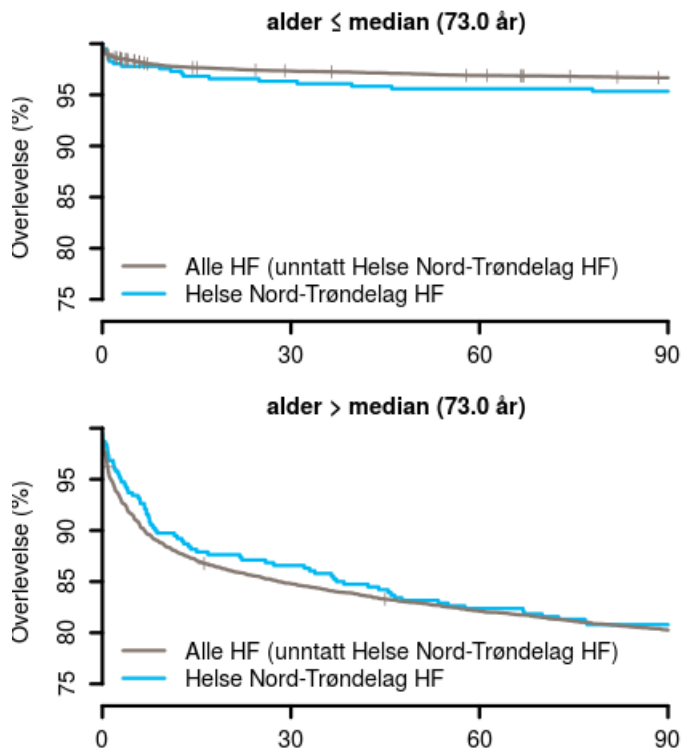 alder ≤ median (73.0 år)
Overlevelse (%)
95
90
85
80
75
Alle HF (unntatt Helse Nord-Trøndelag HF)
Helse Nord-Trøndelag HF
0 30 60 90
alder > median (73.0 år)
Overlevelse (%)
95
90
85
80
75
Alle HF (unntatt Helse Nord-Trøndelag HF)
Helse Nord-Trøndelag HF
0 30 60 90